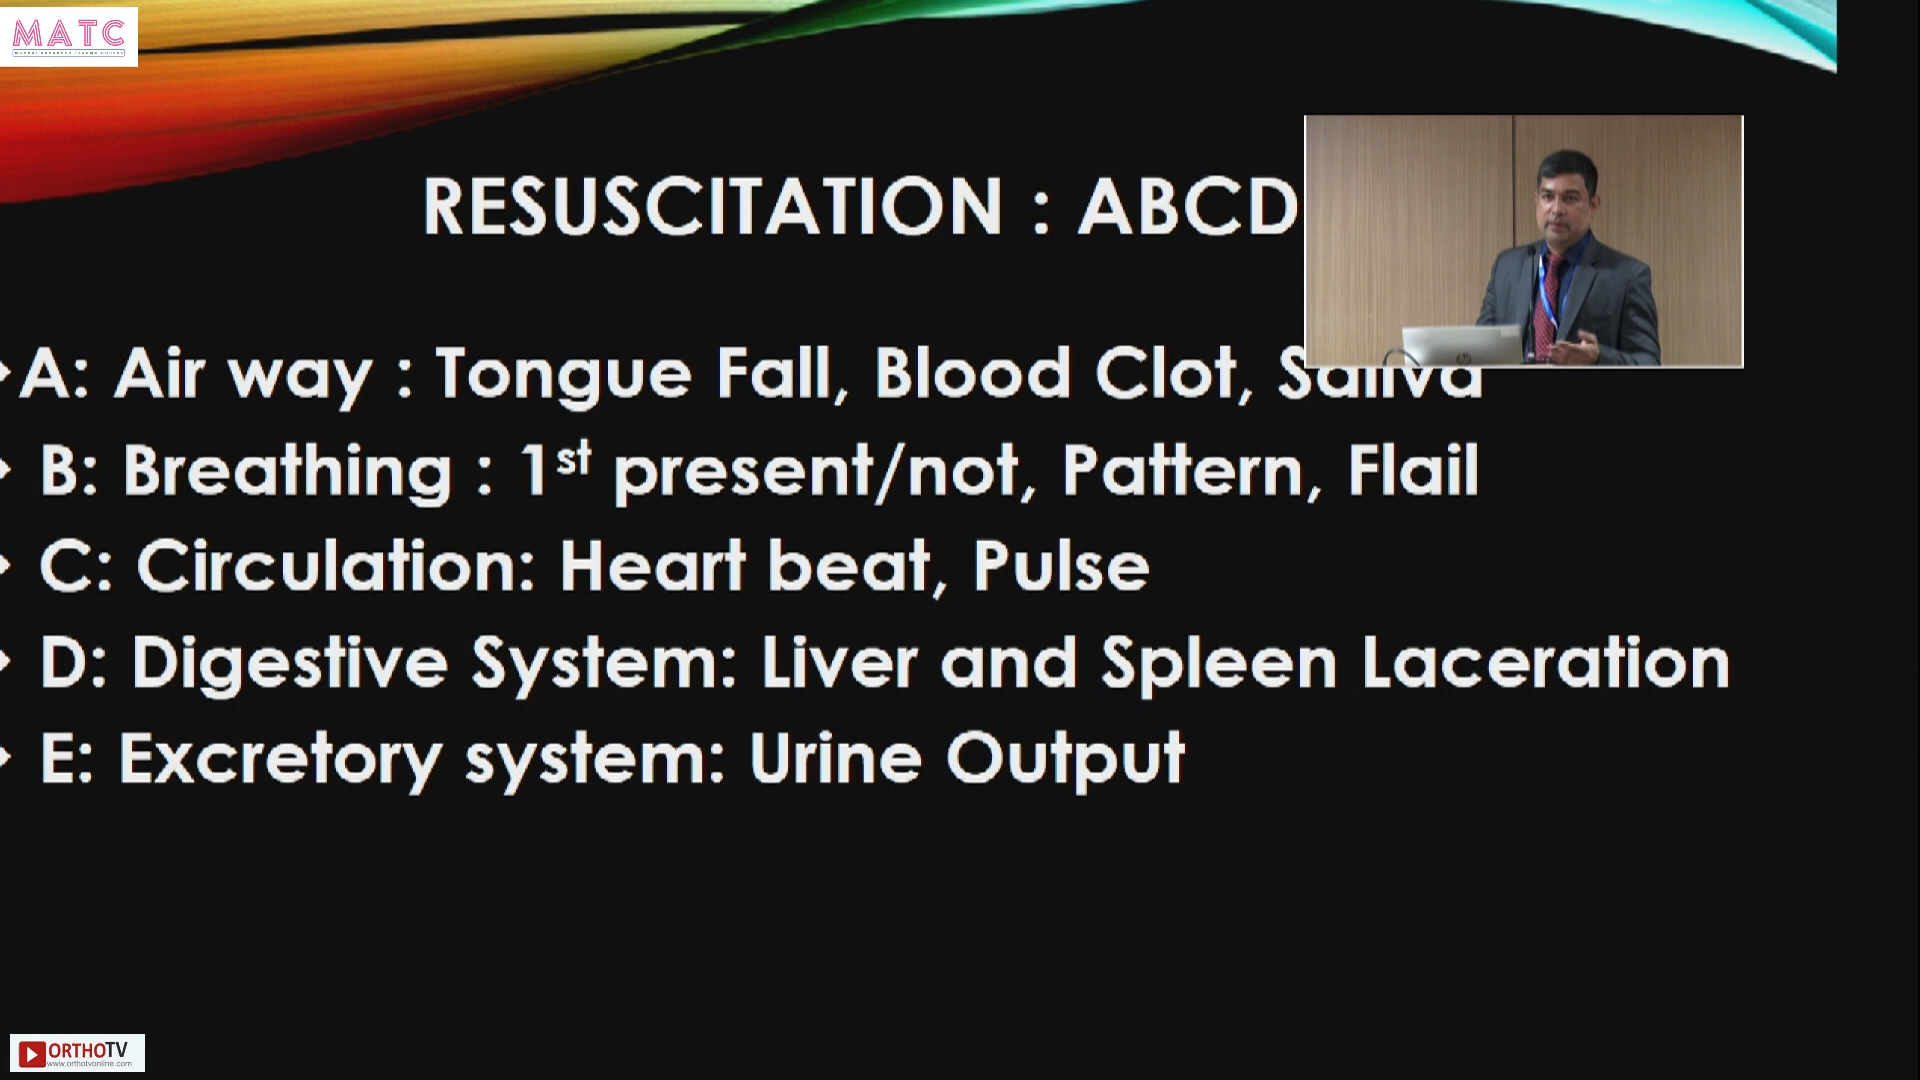 MATC
RESUSCITATION : ABCD
A: Air way : Tongue Fall, Blood Clot, Saliva
B: Breathing : 1st present/not, Pattern, Flail
C: Circulation: Heart beat, Pulse
D: Digestive System: Liver and Spleen Laceration
E: Excretory system: Urine Output
ORTHOTV
www.orthotvonline.com